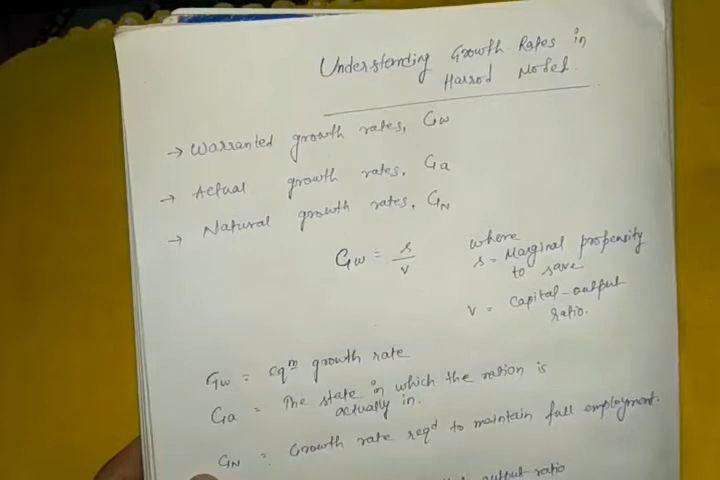 Understanding Growth Rates in
Harrod Model
→ Warranted growth rates, Gw
→ Actual growth rates, Ga
→ Natural growth rates, GN
Gw = s/v
where
s = Marginal propensity
to save
v = Capital-output
ratio.
Gw = eqm growth rate
Ga = The state in which the nation is
actually in.
GN = Growth rate reqd to maintain full employment.
output ratio